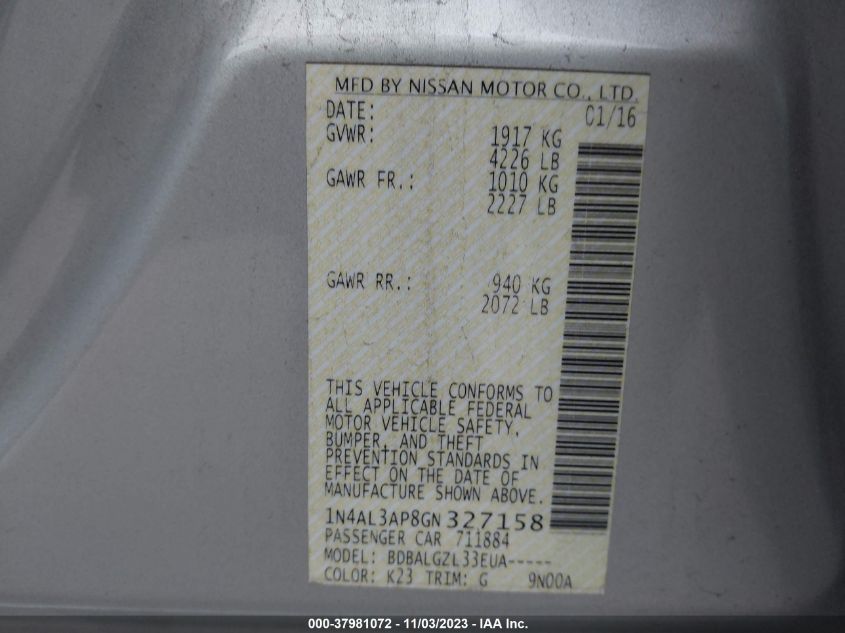 MFD BY NISSAN MOTOR CO., LTD.
DATE: 01/16
GVWR: 1917 KG
4226 LB
GAWR FR.: 1010 KG
2227 LB
GAWR RR.: 940 KG
2072 LB
THIS VEHICLE CONFORMS TO
ALL APPLICABLE FEDERAL
MOTOR VEHICLE SAFETY,
BUMPER, AND THEFT
PREVENTION STANDARDS IN
EFFECT ON THE DATE OF
MANUFACTURE SHOWN ABOVE.
1N4AL3AP8GN327158
PASSENGER CAR 711884
MODEL: BDBALGZL33EUA-----
COLOR: K23 TRIM: G 9N00A
000-37981072 - 11/03/2023 - IAA Inc.